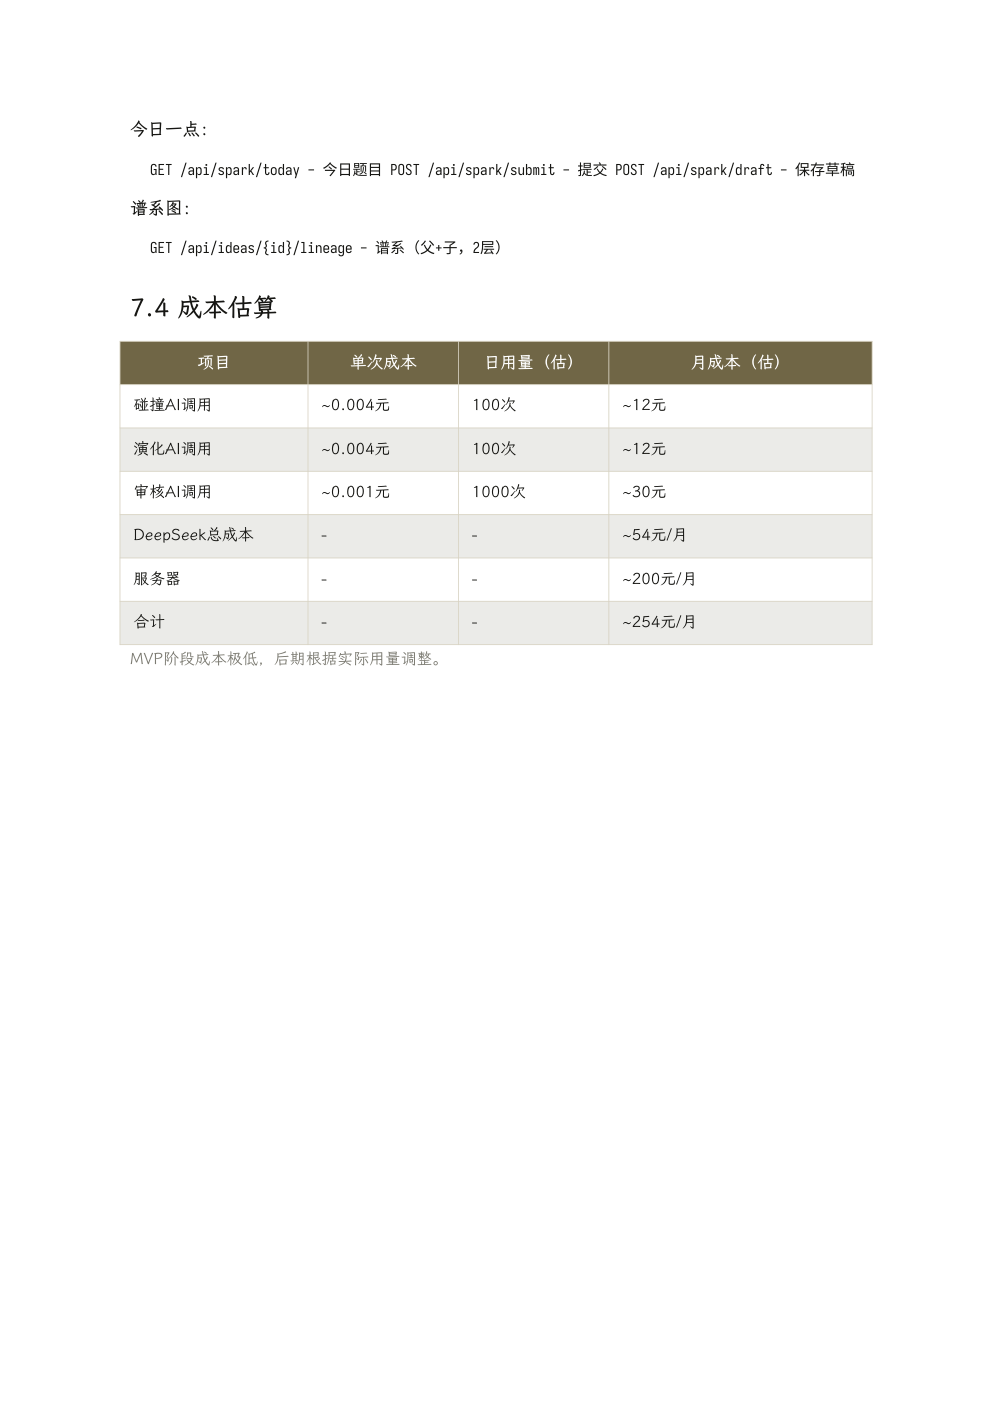 今日一点：
GET /api/spark/today - 今日题目 POST /api/spark/submit - 提交 POST /api/spark/draft - 保存草稿
谱系图：
GET /api/ideas/{id}/lineage - 谱系（父+子，2层）
7.4 成本估算
项目 单次成本 日用量（估） 月成本（估）
碰撞AI调用 ~0.004元 100次 ~12元
演化AI调用 ~0.004元 100次 ~12元
审核AI调用 ~0.001元 1000次 ~30元
DeepSeek总成本 - - ~54元/月
服务器 - - ~200元/月
合计 - - ~254元/月
MVP阶段成本极低，后期根据实际用量调整。